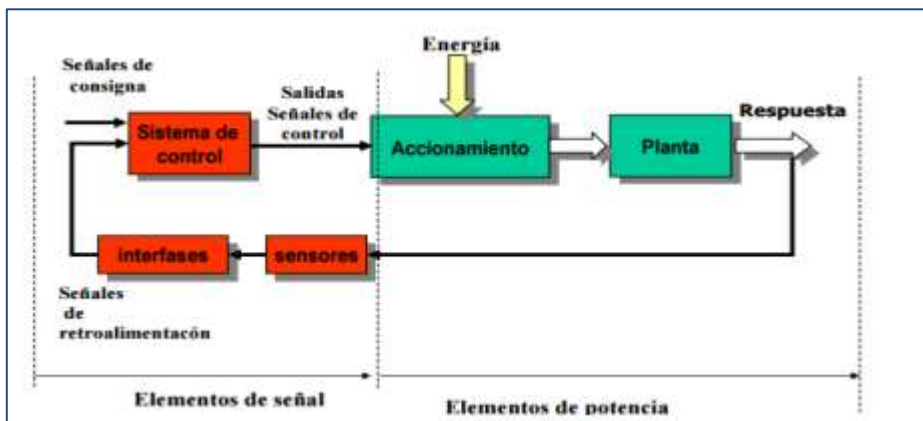 Energía
Señales de
consigna
Salidas
Señales de
control
Respuesta
Sistema de
control
Accionamiento
Planta
interfases
sensores
Señales
de
retroalimentacón
Elementos de señal
Elementos de potencia